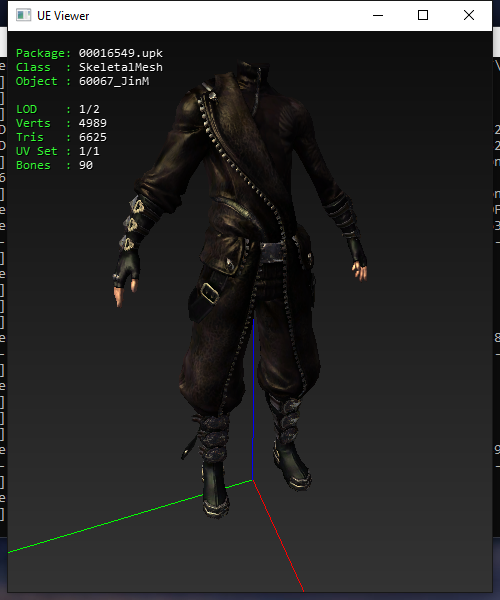 UE Viewer
Package: 00016549.upk
Class : SkeletalMesh
Object : 60067_JinM
LOD : 1/2
Verts : 4989
Tris : 6625
UV Set : 1/1
Bones : 90